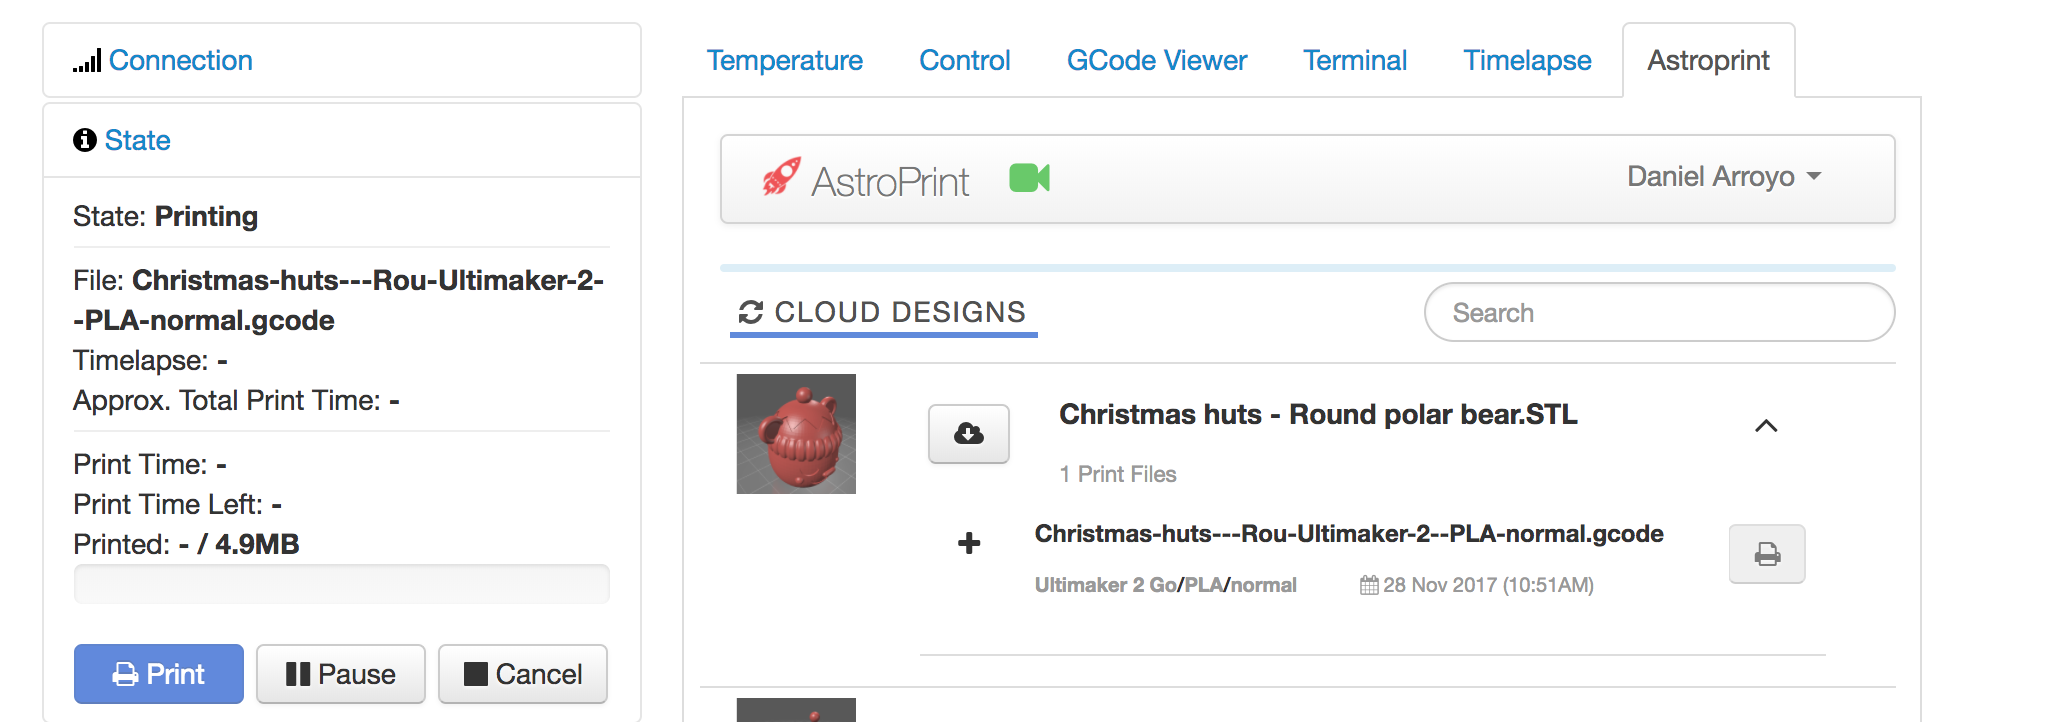 Connection
State
State: Printing
File: Christmas-huts---Rou-Ultimaker-2-
-PLA-normal.gcode
Timelapse: -
Approx. Total Print Time: -
Print Time: -
Print Time Left: -
Printed: - / 4.9MB
Print
Pause
Cancel
Temperature
Control
GCode Viewer
Terminal
Timelapse
Astroprint
AstroPrint
Daniel Arroyo
CLOUD DESIGNS
Search
Christmas huts - Round polar bear.STL
1 Print Files
Christmas-huts---Rou-Ultimaker-2--PLA-normal.gcode
Ultimaker 2 Go/PLA/normal
28 Nov 2017 (10:51AM)